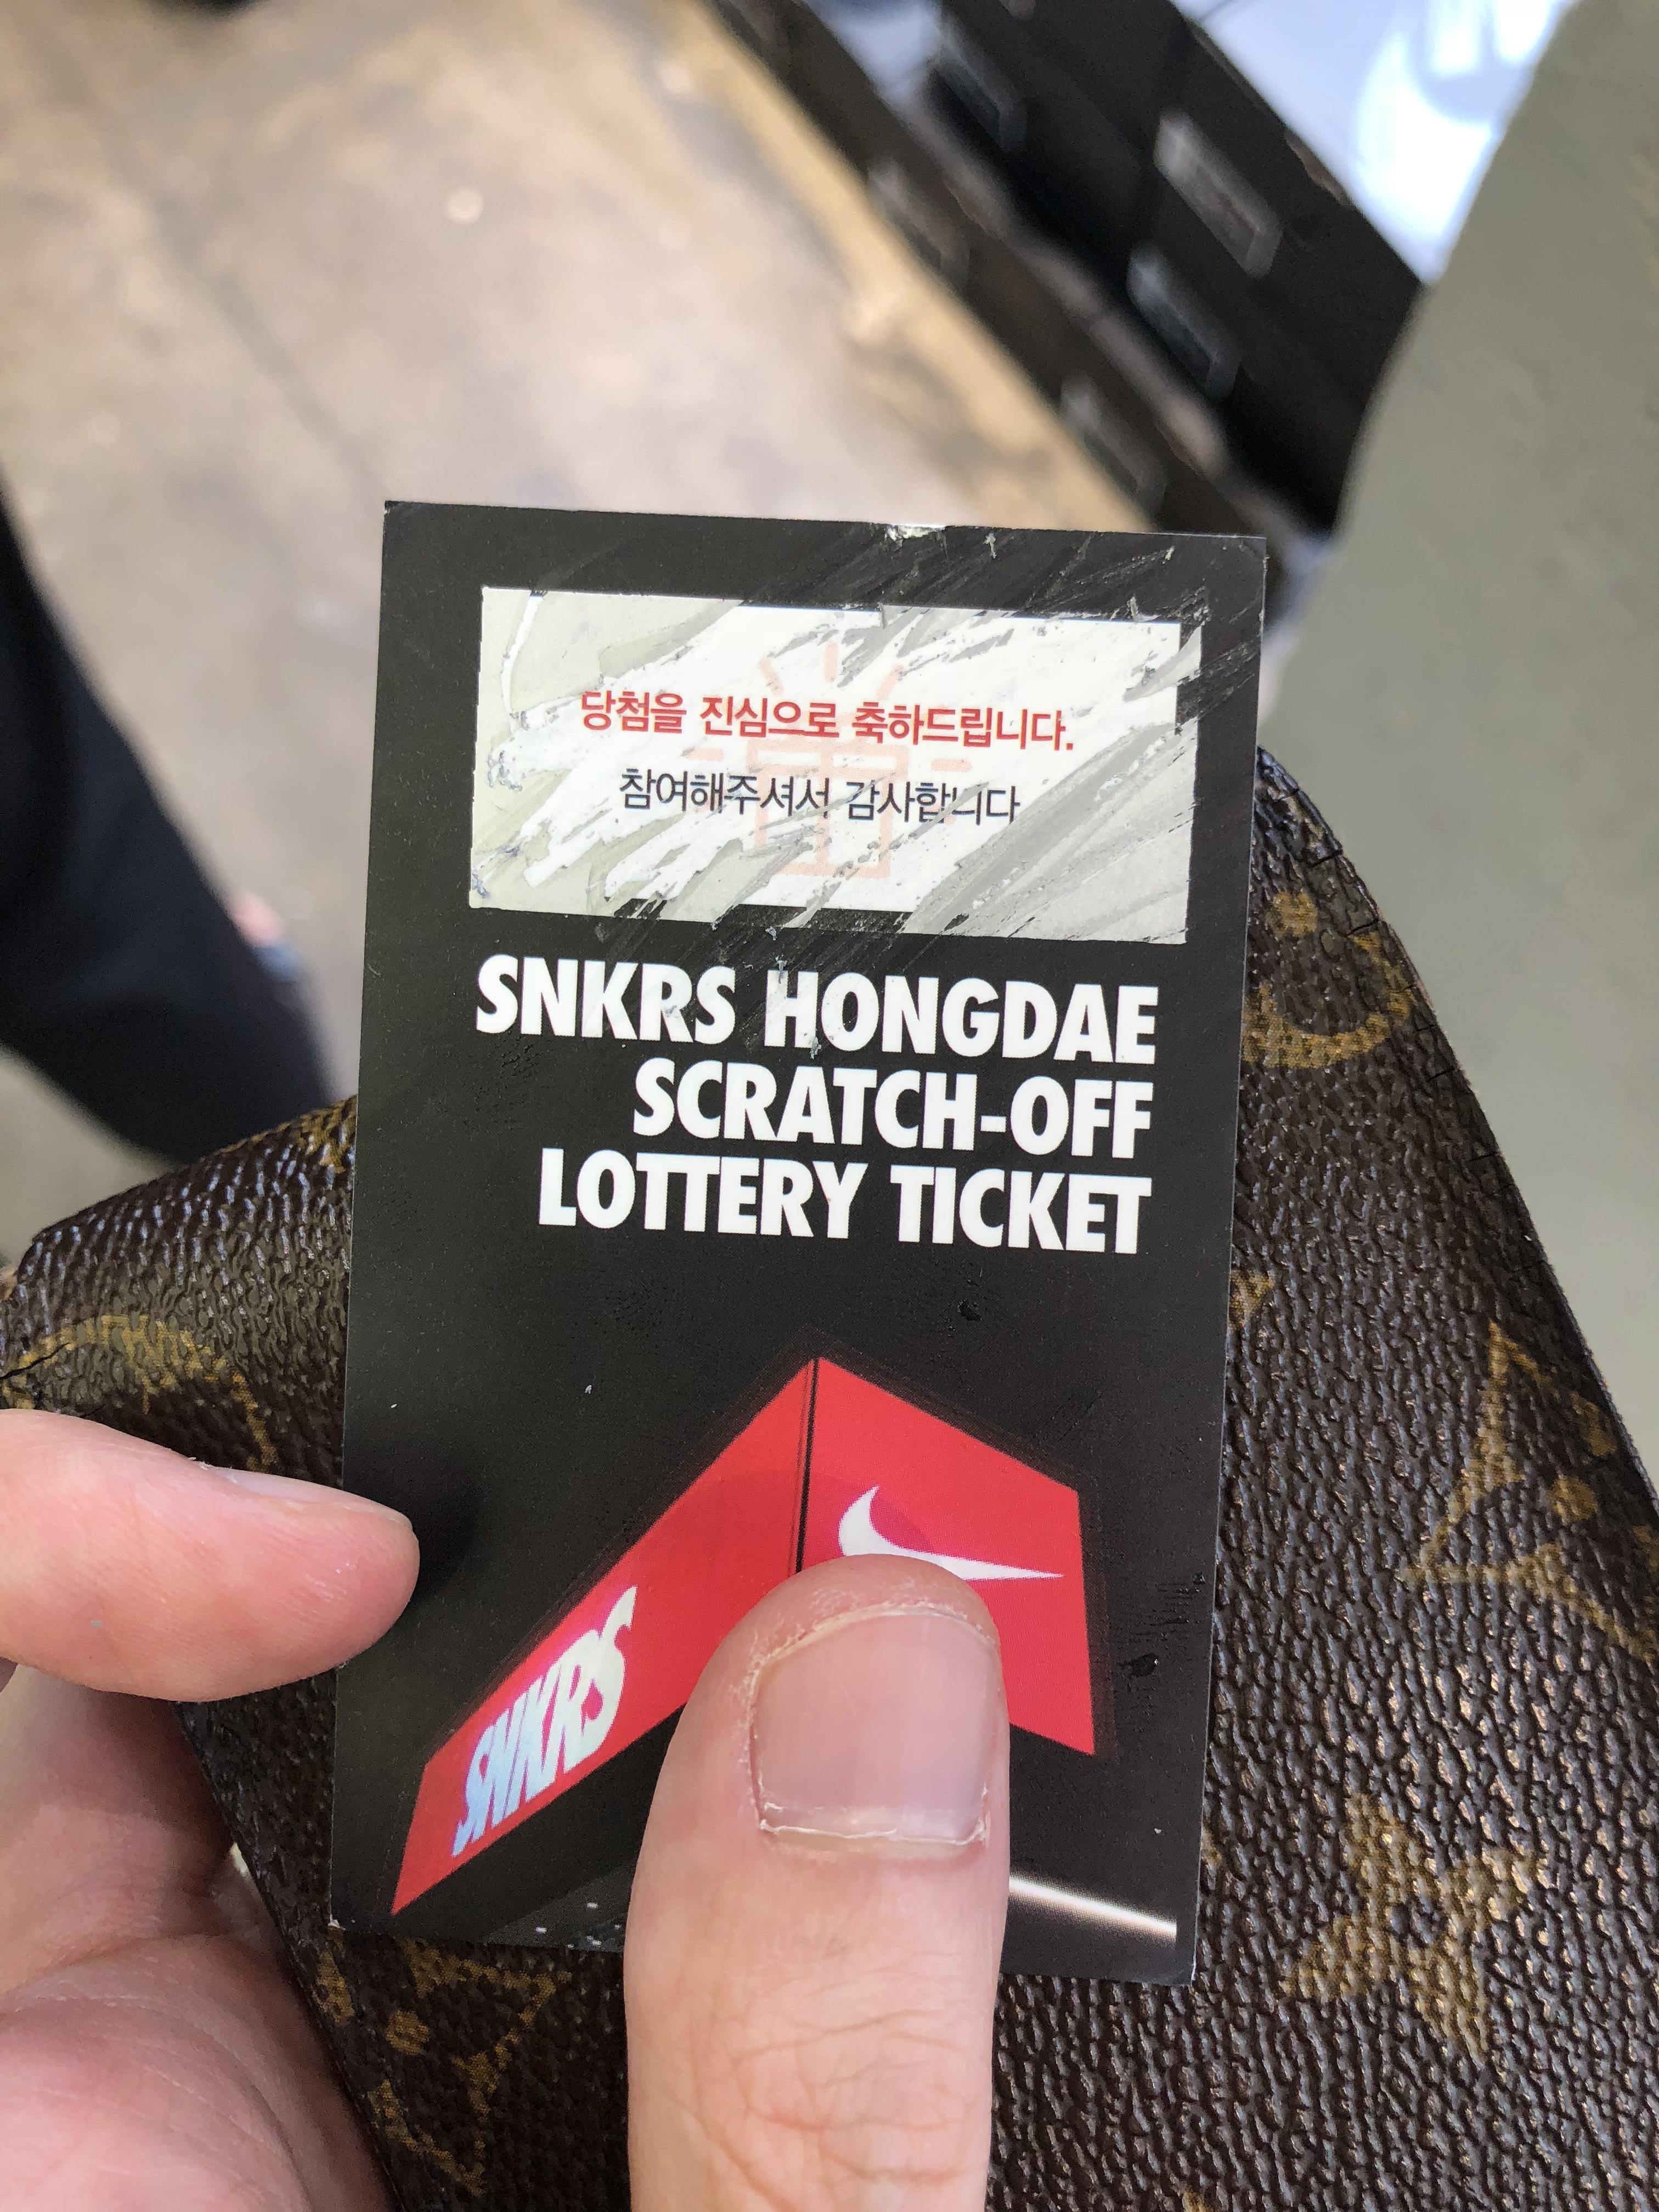 당첨을 진심으로 축하드립니다.
참여해주셔서 감사합니다
SNKRS HONGDAE
SCRATCH-OFF
LOTTERY TICKET
SNKRS